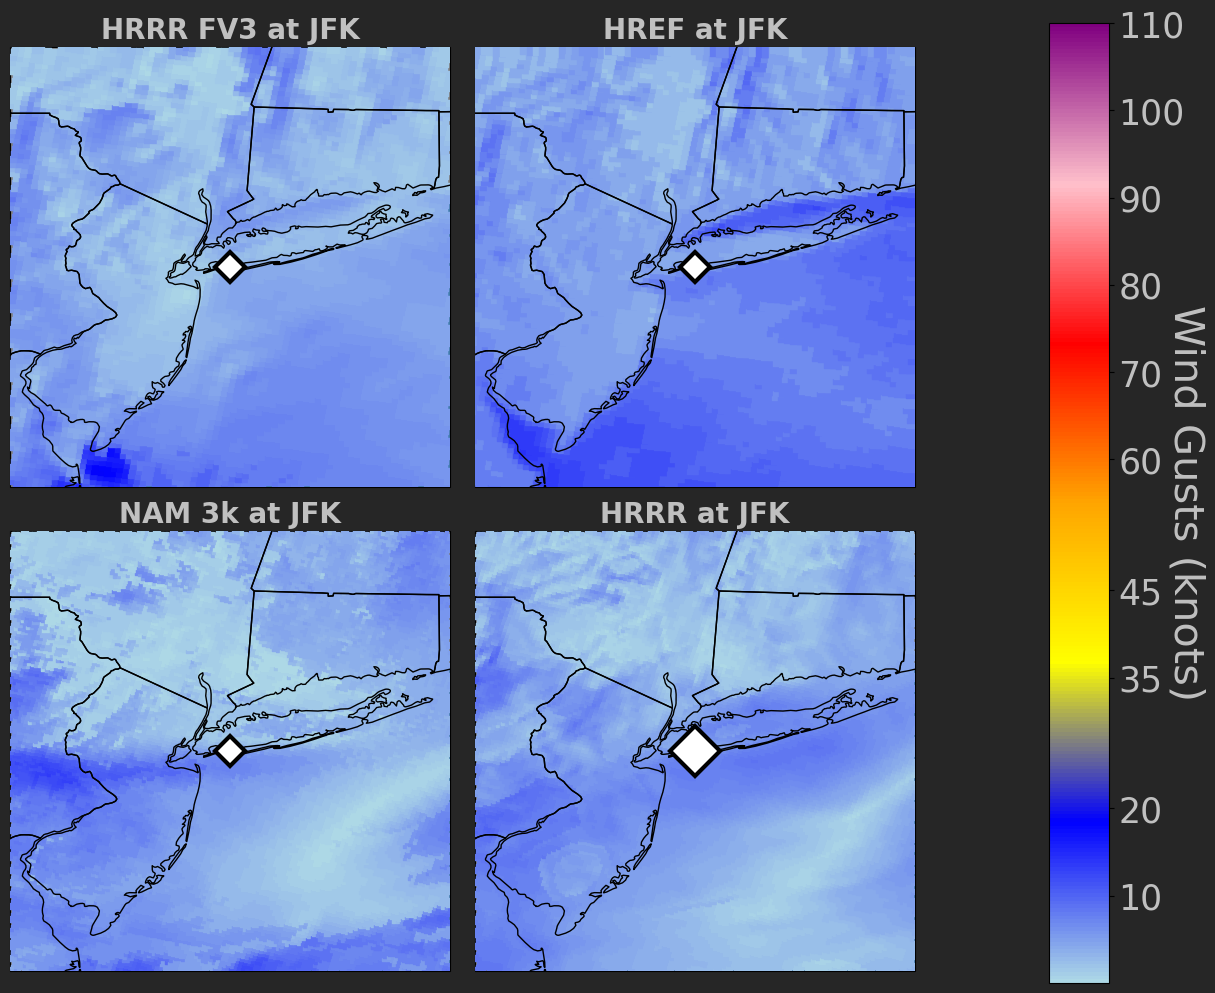 HRRR FV3 at JFK
HREF at JFK
NAM 3k at JFK
HRRR at JFK
110
100
90
80
70
60
45
35
20
10
Wind Gusts (knots)